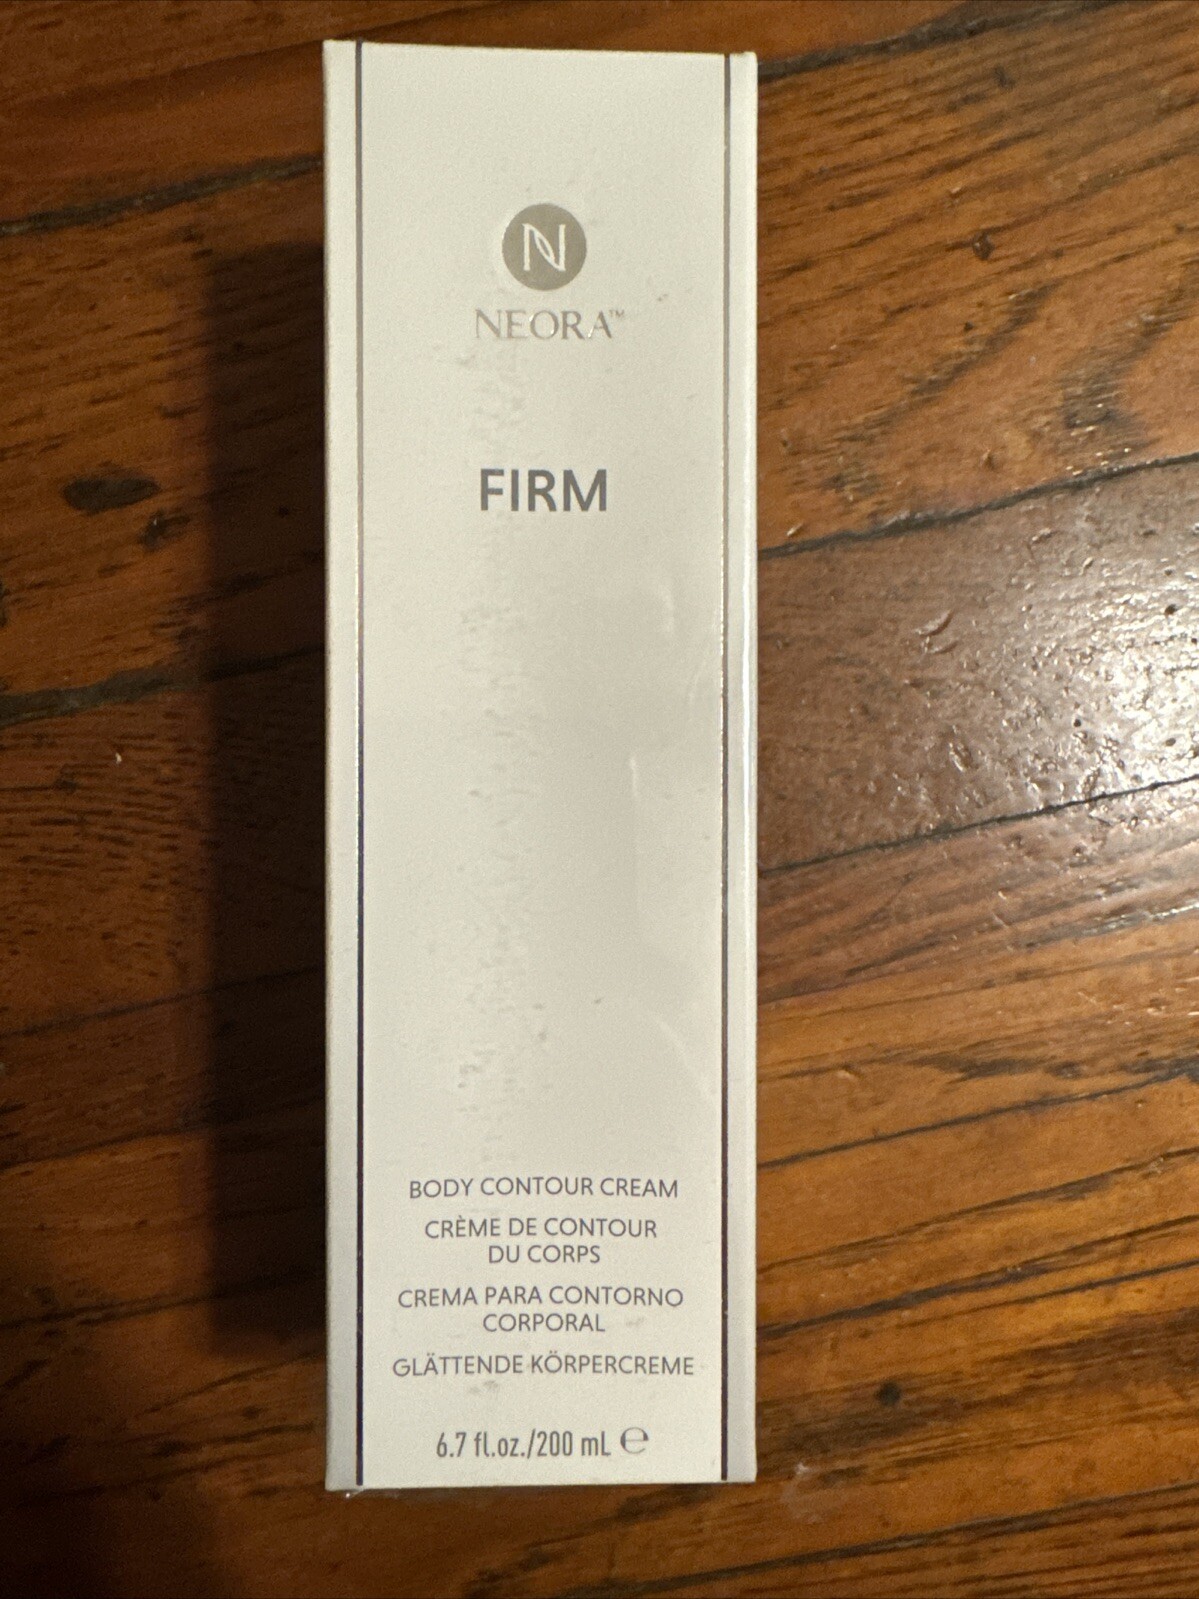 N
NEORA™
FIRM
BODY CONTOUR CREAM
CRÈME DE CONTOUR
DU CORPS
CREMA PARA CONTORNO
CORPORAL
GLÄTTENDE KÖRPERCREME
6.7 fl.oz./200 mL ℮